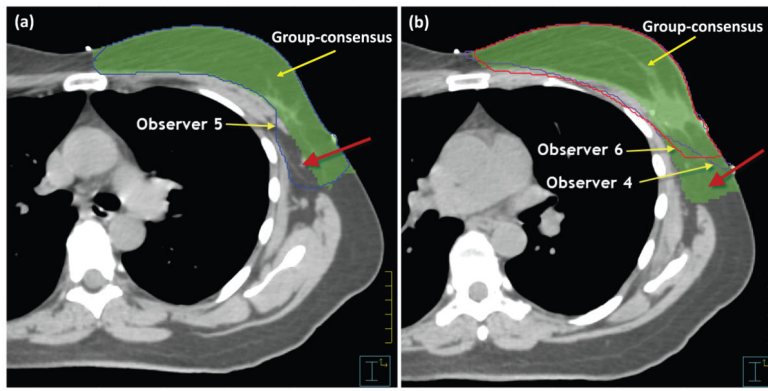 (a)
Group-consensus
Observer 5
(b)
Group-consensus
Observer 6
Observer 4